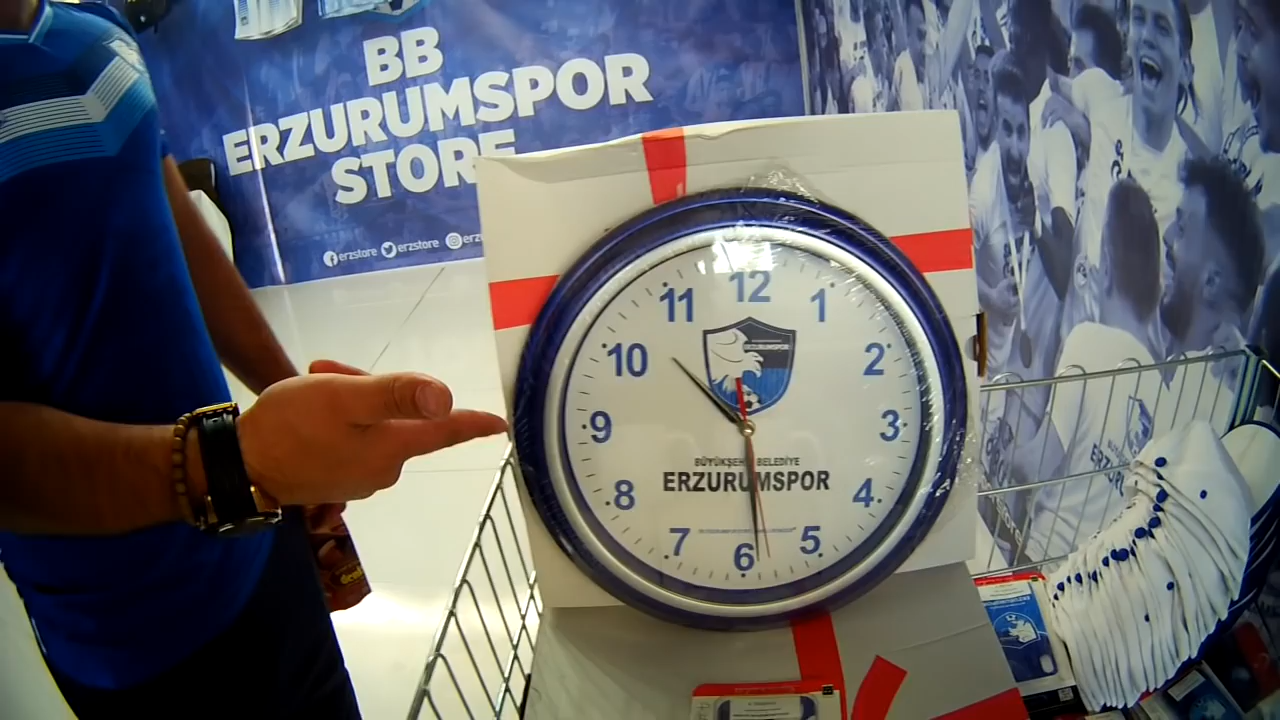 BB
ERZURUMSPOR
STORE
erzstore erzstore
12
11 1
10 2
9 3
8 4
7 5
6
BÜYÜKŞEHİR BELEDİYE
ERZURUMSPOR